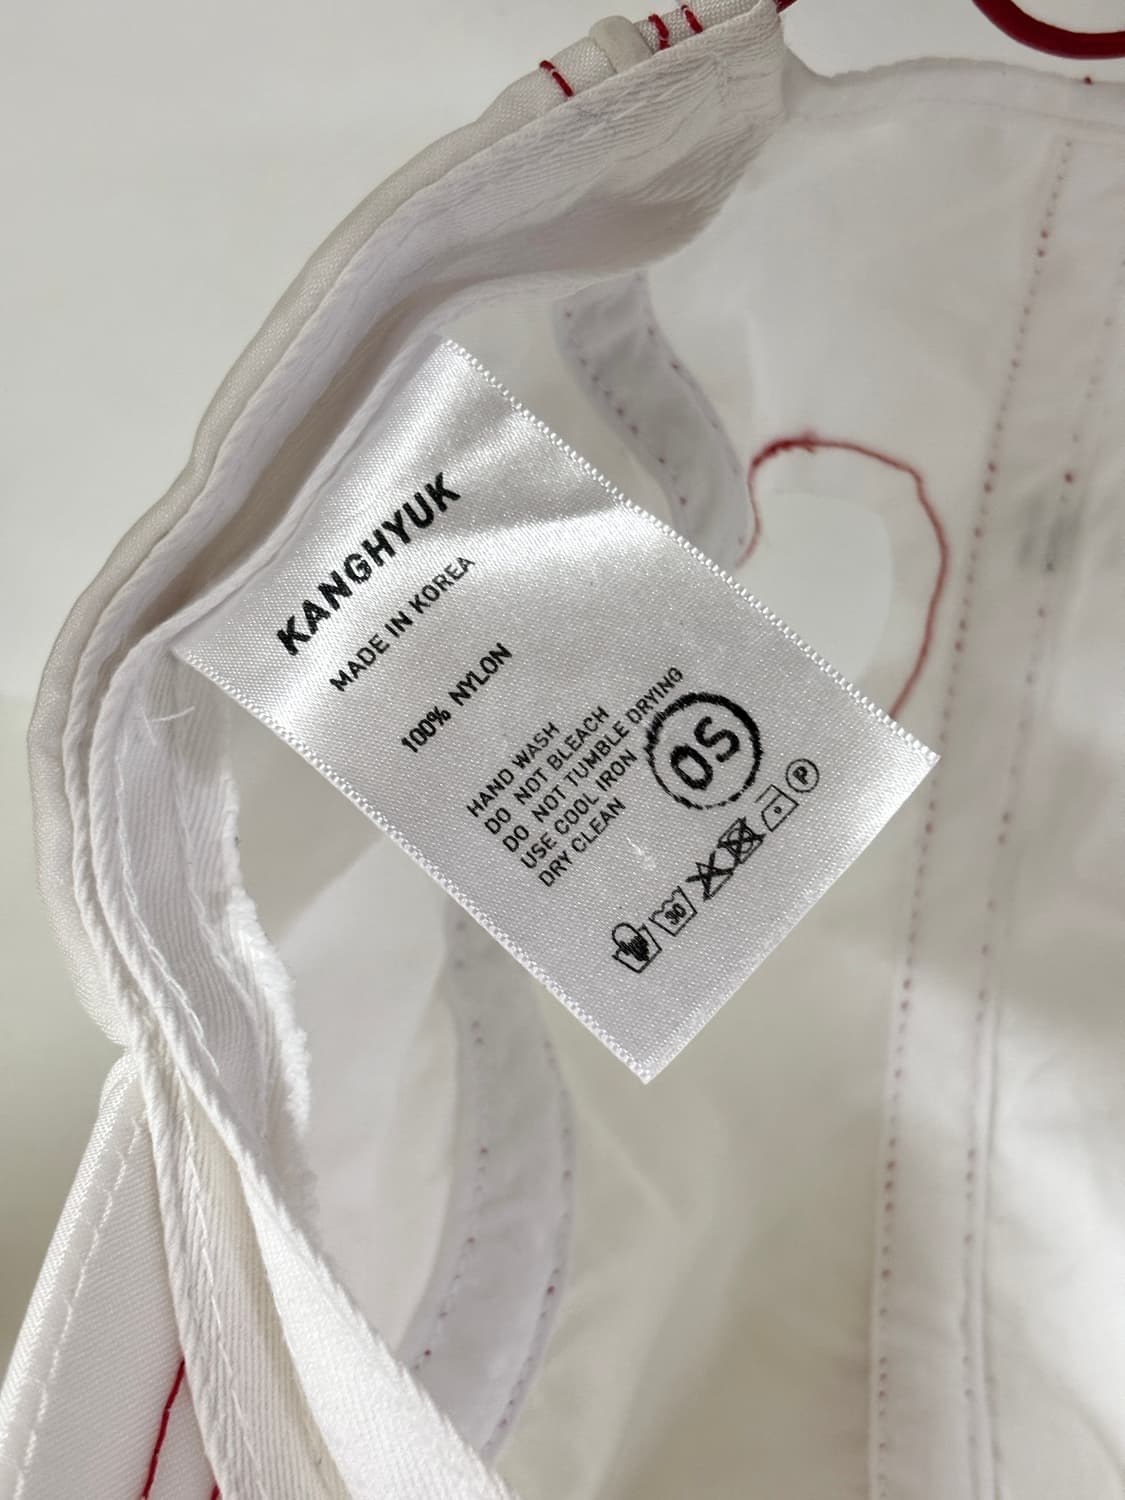 KANGHYUK
MADE IN KOREA
100% NYLON
HAND WASH
DO NOT BLEACH
DO NOT TUMBLE DRYING
USE COOL IRON
DRY CLEAN
OS
30
P